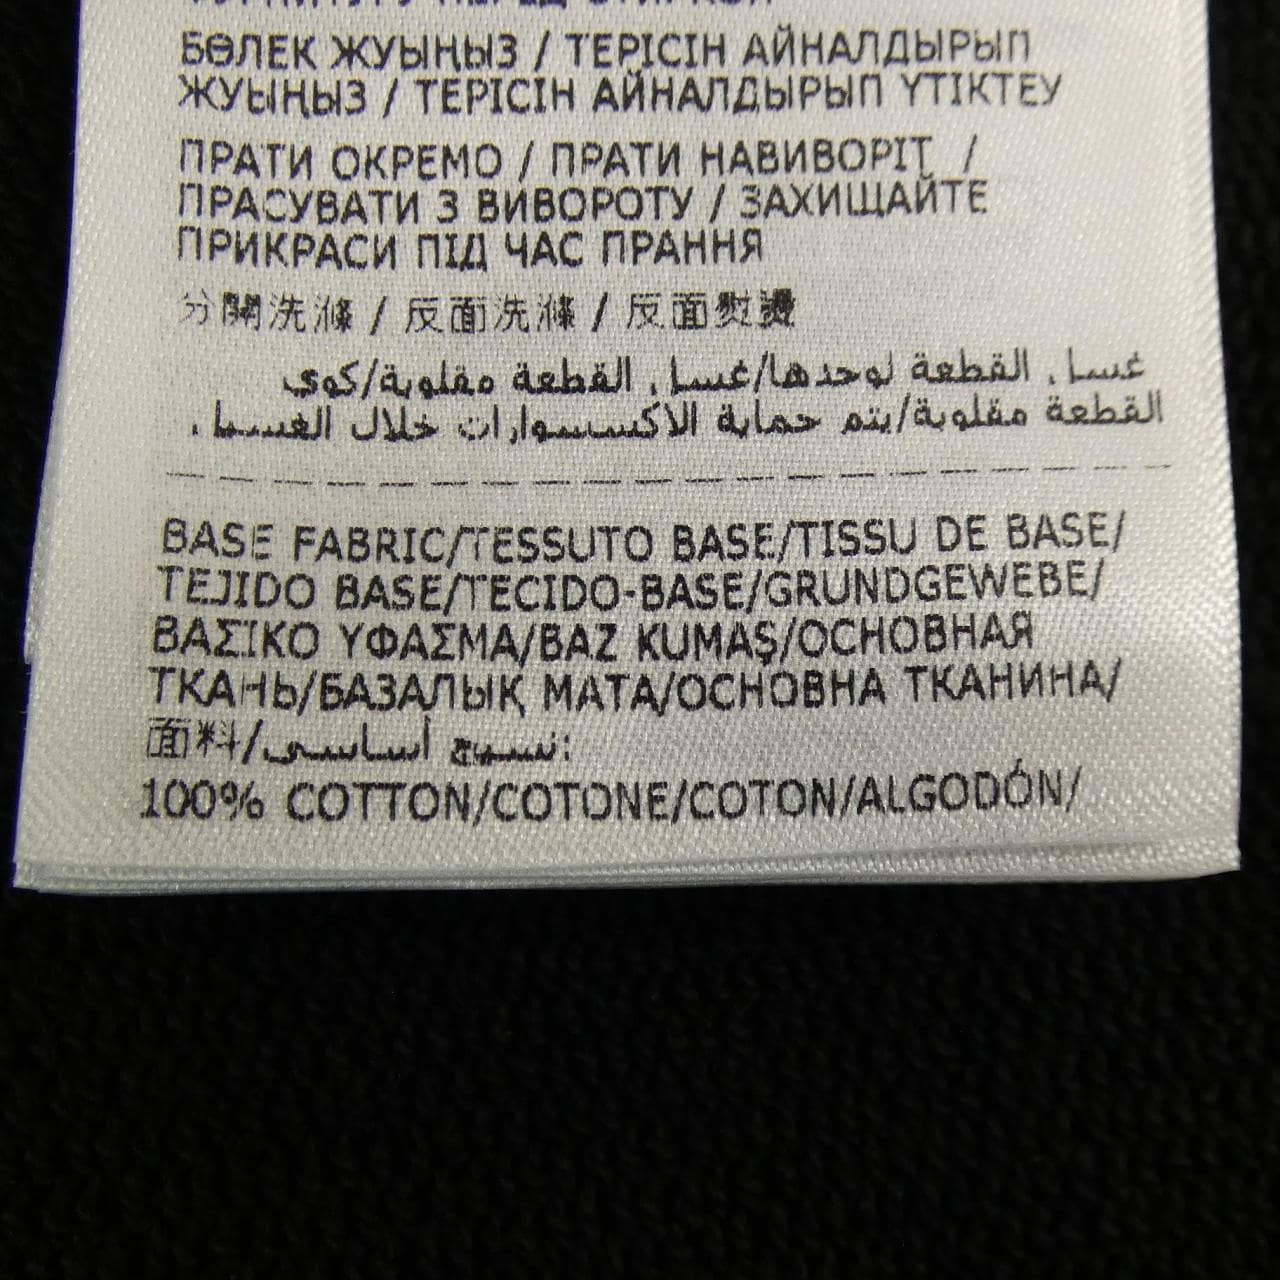 БӨЛЕК ЖУЫҢЫЗ / ТЕРІСІН АЙНАЛДЫРЫП
ЖУЫҢЫЗ / ТЕРІСІН АЙНАЛДЫРЫП ҮТІКТЕУ
ПРАТИ ОКРЕМО / ПРАТИ НАВИВОРІТ /
ПРАСУВАТИ З ВИВОРОТУ / ЗАХИЩАЙТЕ
ПРИКРАСИ ПІД ЧАС ПРАННЯ
分開洗滌 / 反面洗滌 / 反面熨燙
غسل القطعة لوحدها/غسل القطعة مقلوبة/كوي
القطعة مقلوبة/يتم حماية الاكسسوارات خلال الغسيل.
BASE FABRIC/TESSUTO BASE/TISSU DE BASE/
TEJIDO BASE/TECIDO-BASE/GRUNDGEWEBE/
ΒΑΣΙΚΟ ΥΦΑΣΜΑ/BAZ KUMAŞ/ОСНОВНАЯ
ТКАНЬ/БАЗАЛЫҚ МАТА/ОСНОВНА ТКАНИНА/
面料/نسيج أساسي:
100% COTTON/COTONE/COTON/ALGODÓN/